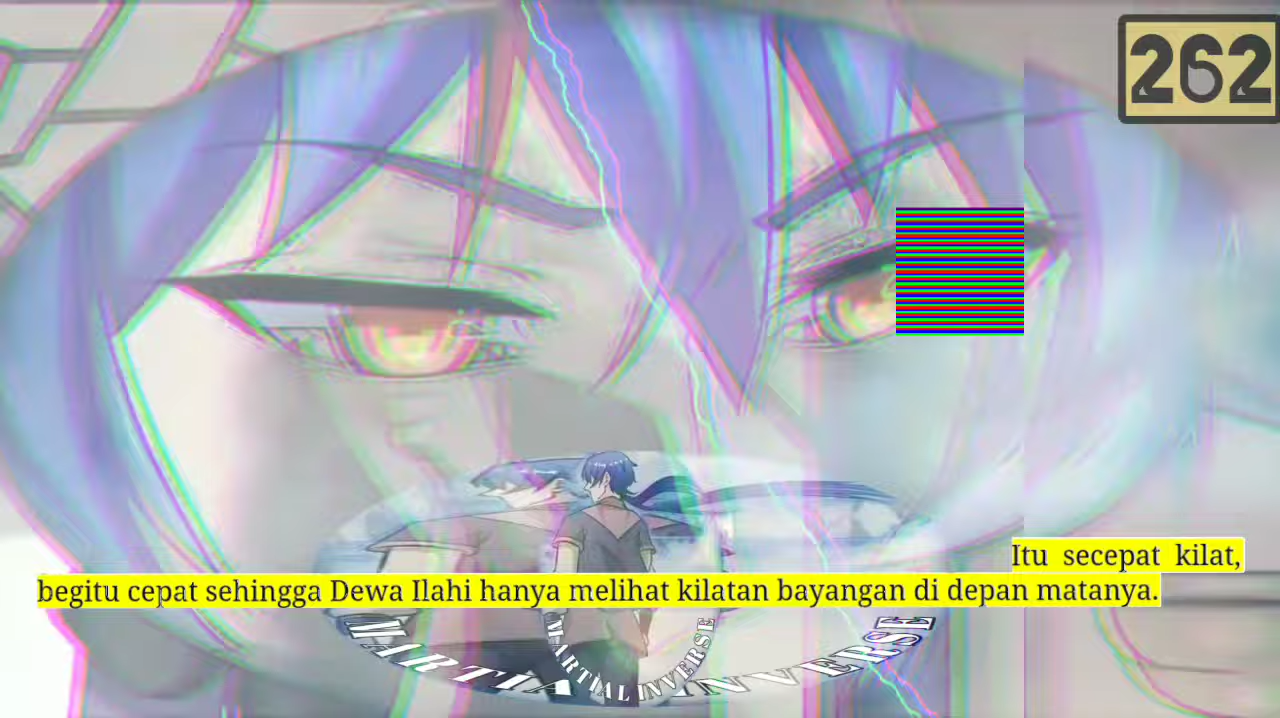 262
Itu secepat kilat,
begitu cepat sehingga Dewa Ilahi hanya melihat kilatan bayangan di depan matanya.
MARTIAL INVERSE
MARTIAL INVERSE